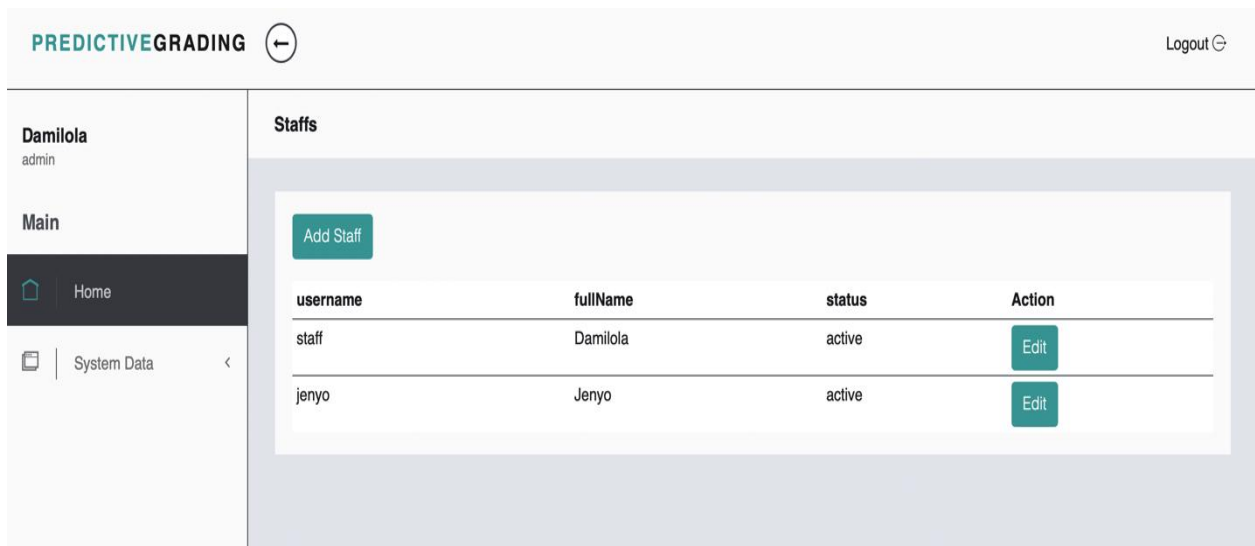 PREDICTIVEGRADING
Logout
Damilola
admin
Main
Home
System Data
Staffs
Add Staff
username fullName status Action
staff Damilola active Edit
jenyo Jenyo active Edit